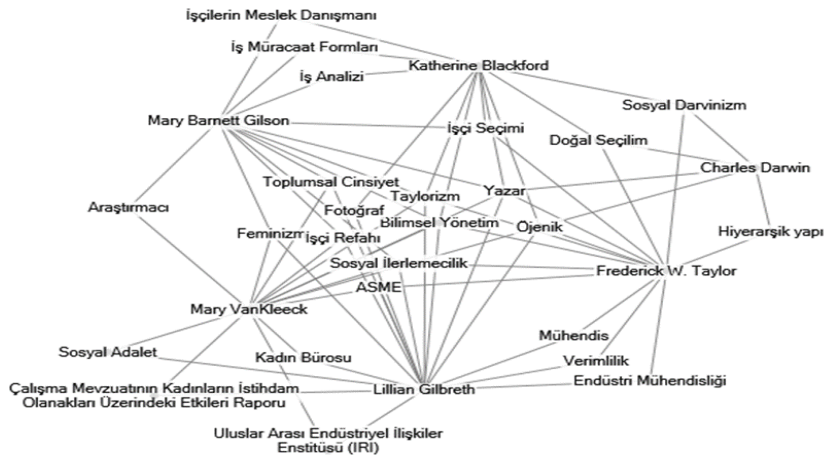 İşçilerin Meslek Danışmanı
İş Müracaat Formları
Katherine Blackford
İş Analizi
Sosyal Darvinizm
Mary Barnett Gilson
İşçi Seçimi
Doğal Seçilim
Charles Darwin
Toplumsal Cinsiyet
Taylorizm
Yazar
Araştırmacı
Fotoğraf
Bilimsel Yönetim
Öjenik
Hiyerarşik yapı
Feminizm
İşçi Refahı
Sosyal İlerlemecilik
Frederick W. Taylor
ASME
Mary VanKleeck
Mühendis
Sosyal Adalet
Kadın Bürosu
Verimlilik
Endüstri Mühendisliği
Çalışma Mevzuatının Kadınların İstihdam
Olanakları Üzerindeki Etkileri Raporu
Lillian Gilbreth
Uluslar Arası Endüstriyel İlişkiler
Enstitüsü (IRI)